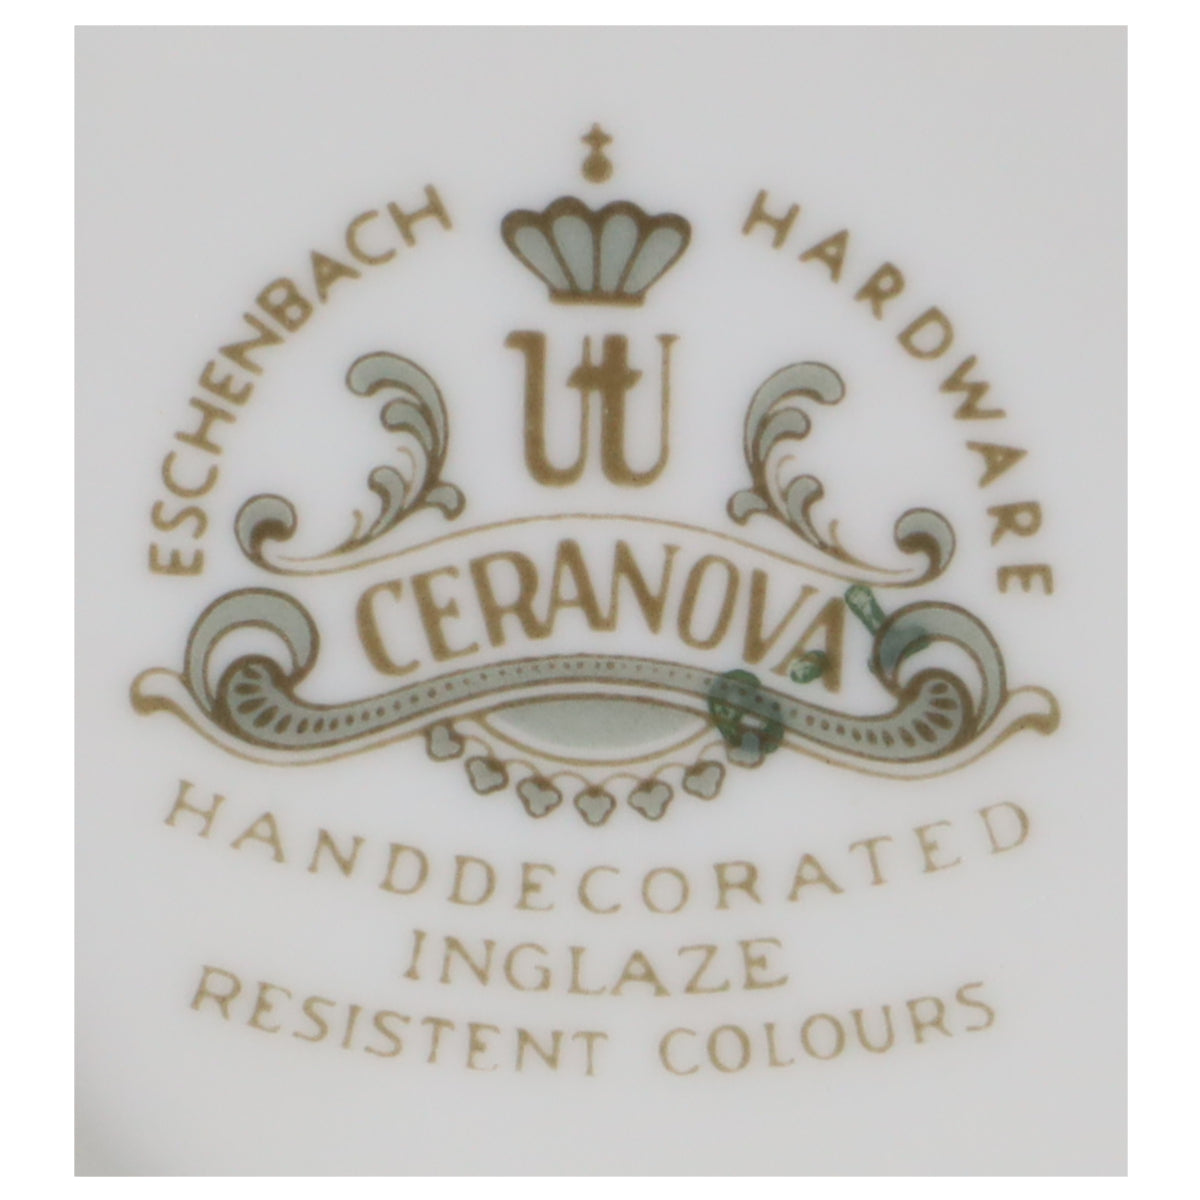 ESCHENBACH HARDWARE
CERANOVA
HANDDECORATED
INGLAZE
RESISTENT COLOURS